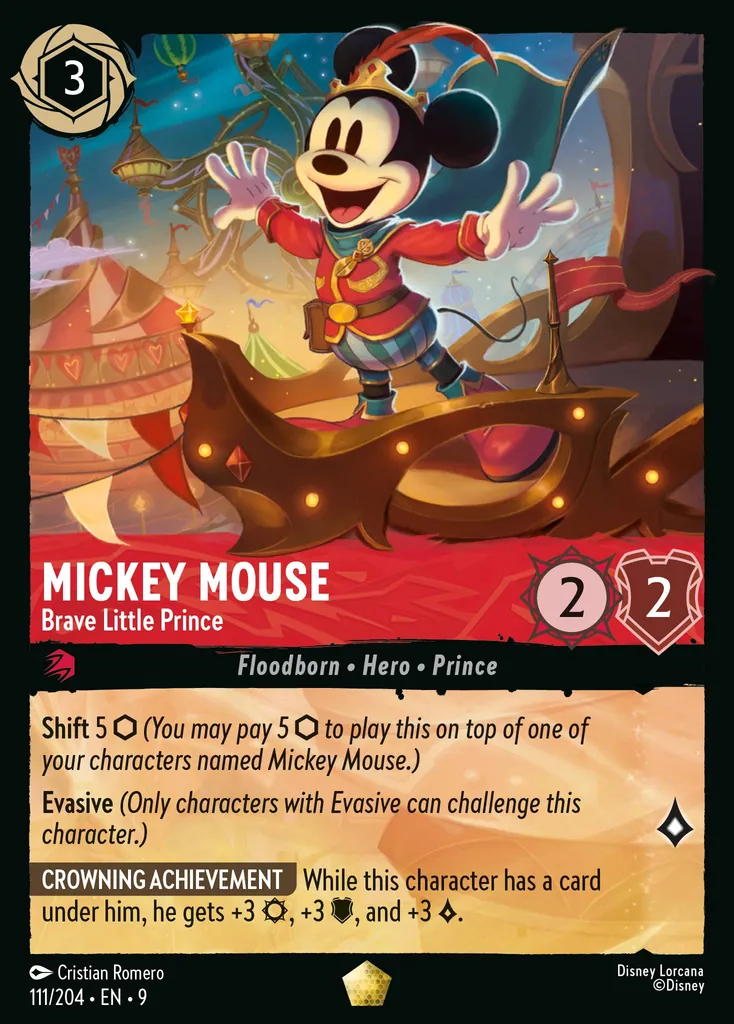 3
MICKEY MOUSE
Brave Little Prince
2
2
Floodborn • Hero • Prince
Shift 5 ⬡ (You may pay 5 ⬡ to play this on top of one of
your characters named Mickey Mouse.)
Evasive (Only characters with Evasive can challenge this
character.)
CROWNING ACHIEVEMENT While this character has a card
under him, he gets +3 , +3 , and +3 .
Cristian Romero
111/204 • EN • 9
Disney Lorcana
©Disney